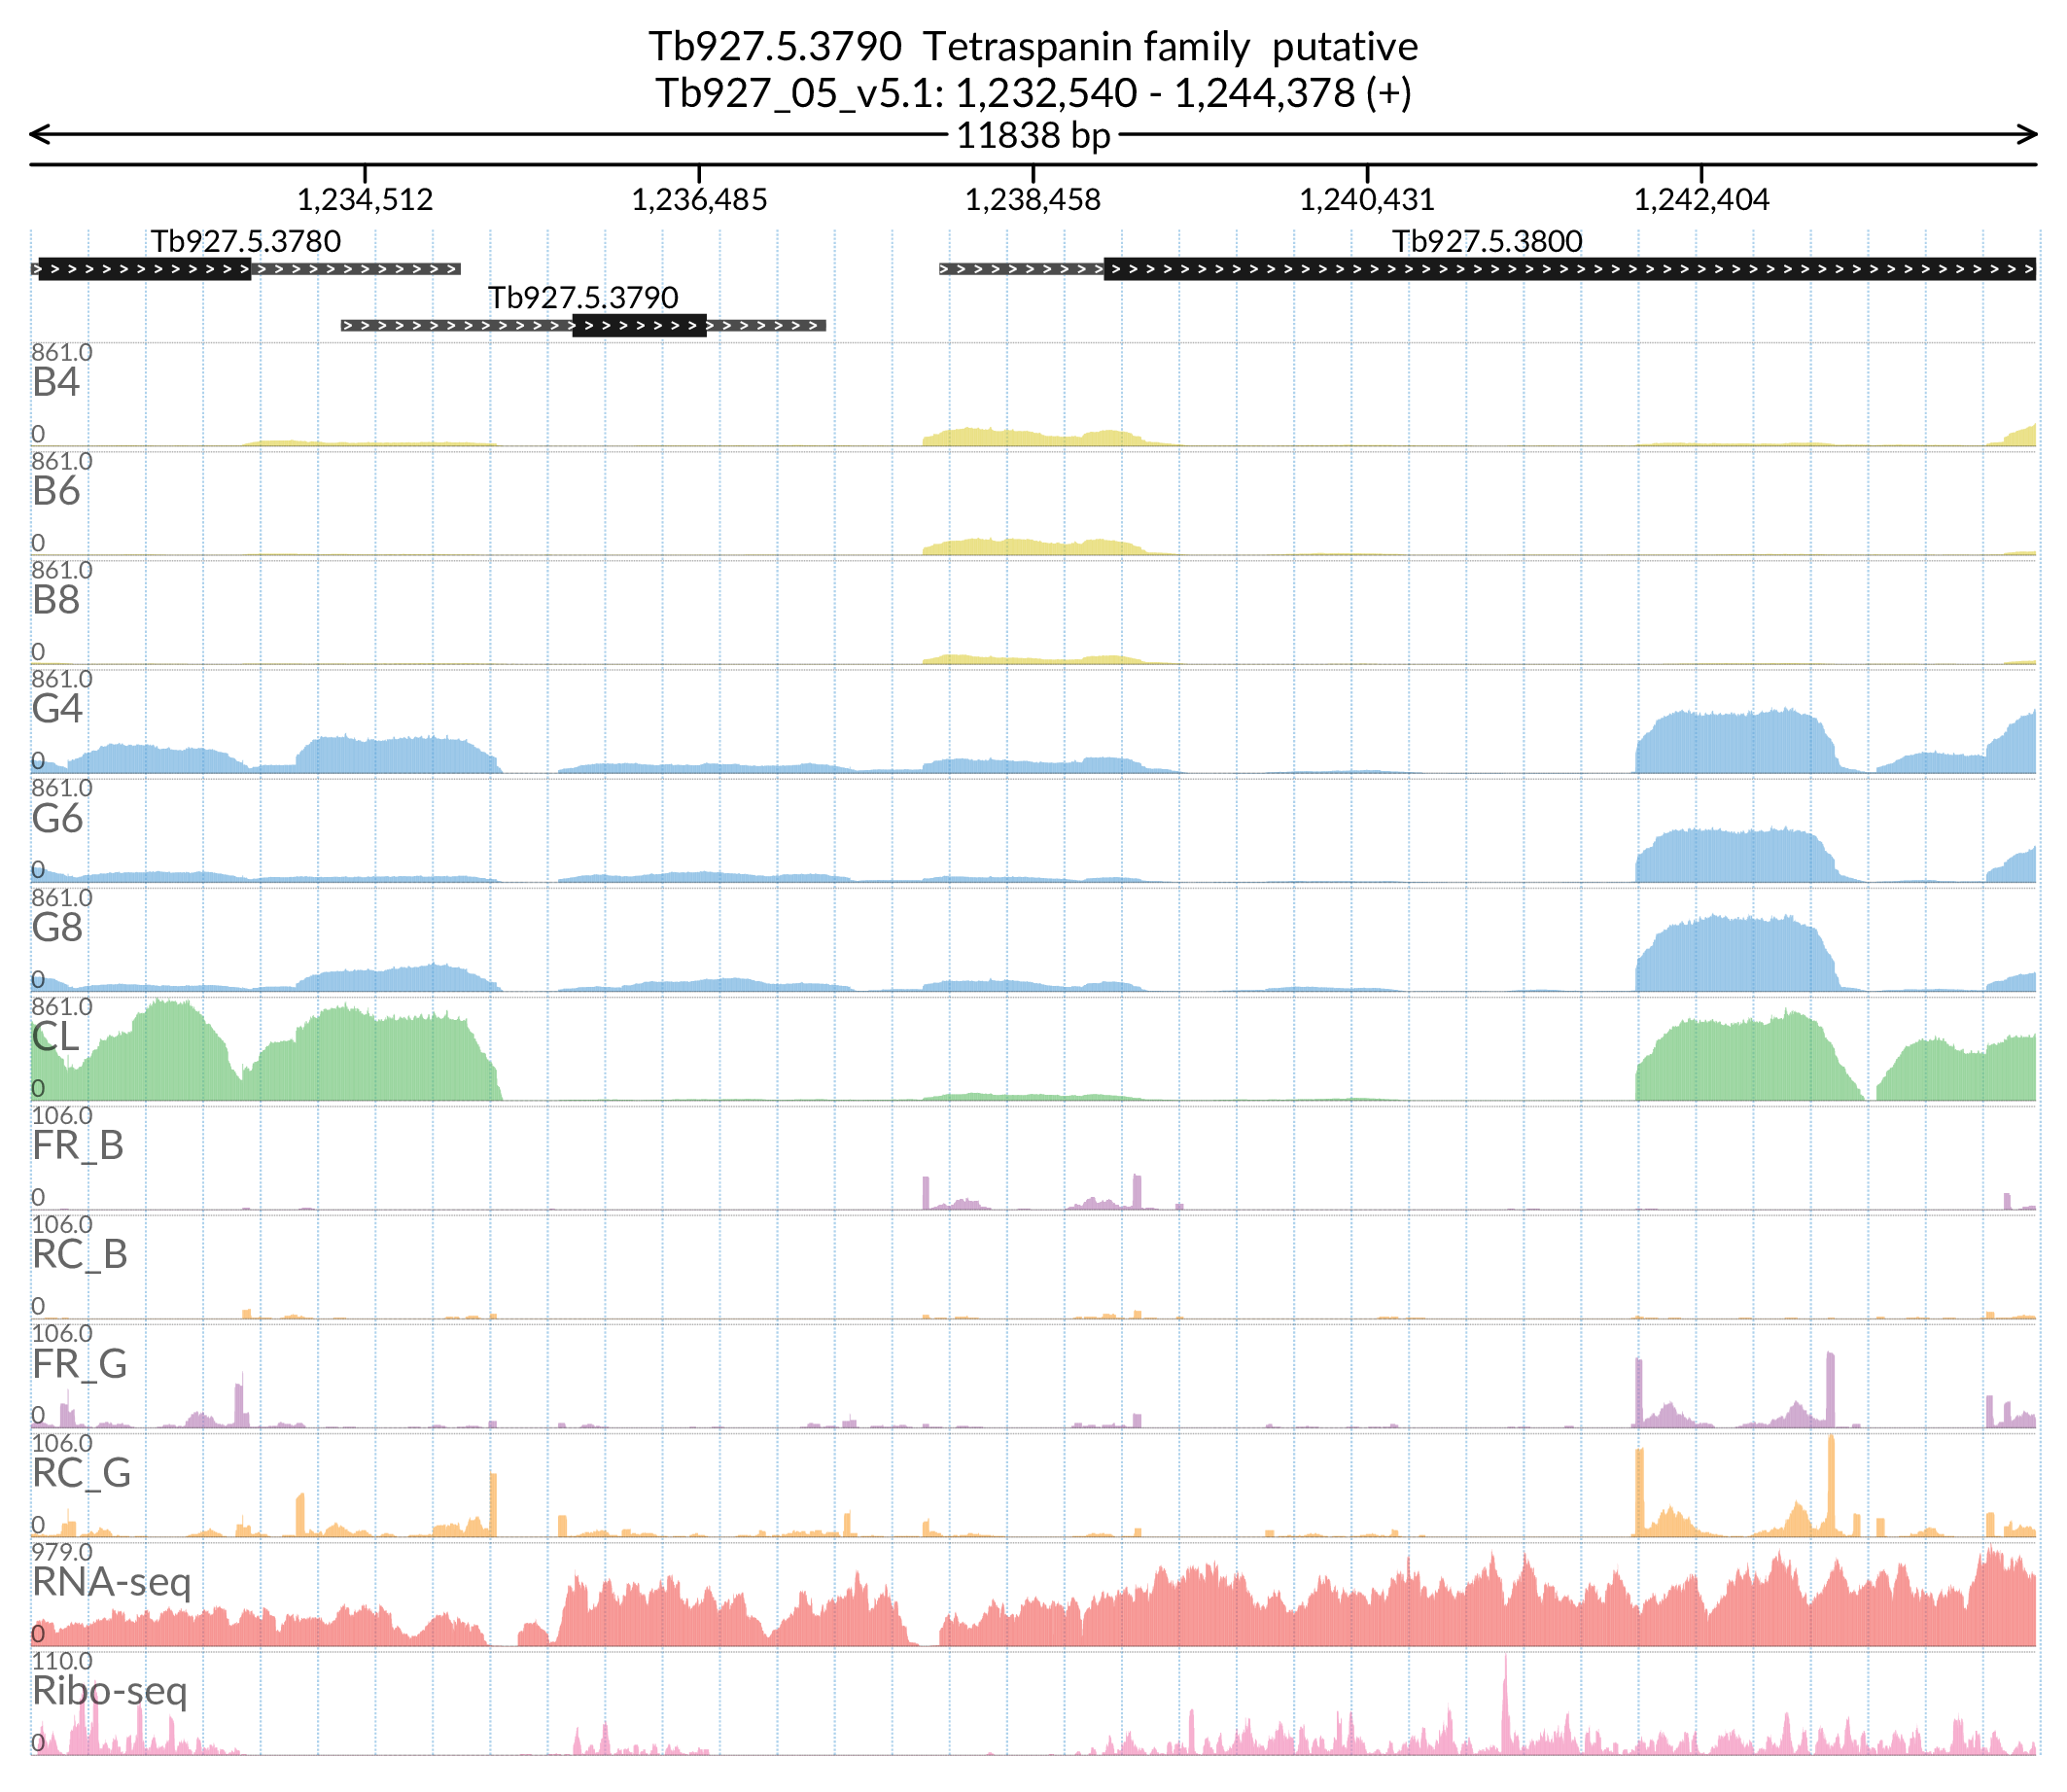 Tb927.5.3790  Tetraspanin family  putative
Tb927_05_v5.1: 1,232,540 - 1,244,378 (+)
11838 bp
1,234,512 1,236,485 1,238,458 1,240,431 1,242,404
Tb927.5.3780 Tb927.5.3800
Tb927.5.3790
861.0
B4
0
861.0
B6
0
861.0
B8
0
861.0
G4
0
861.0
G6
0
861.0
G8
0
861.0
CL
0
106.0
FR_B
0
106.0
RC_B
0
106.0
FR_G
0
106.0
RC_G
0
979.0
RNA-seq
0
110.0
Ribo-seq
0